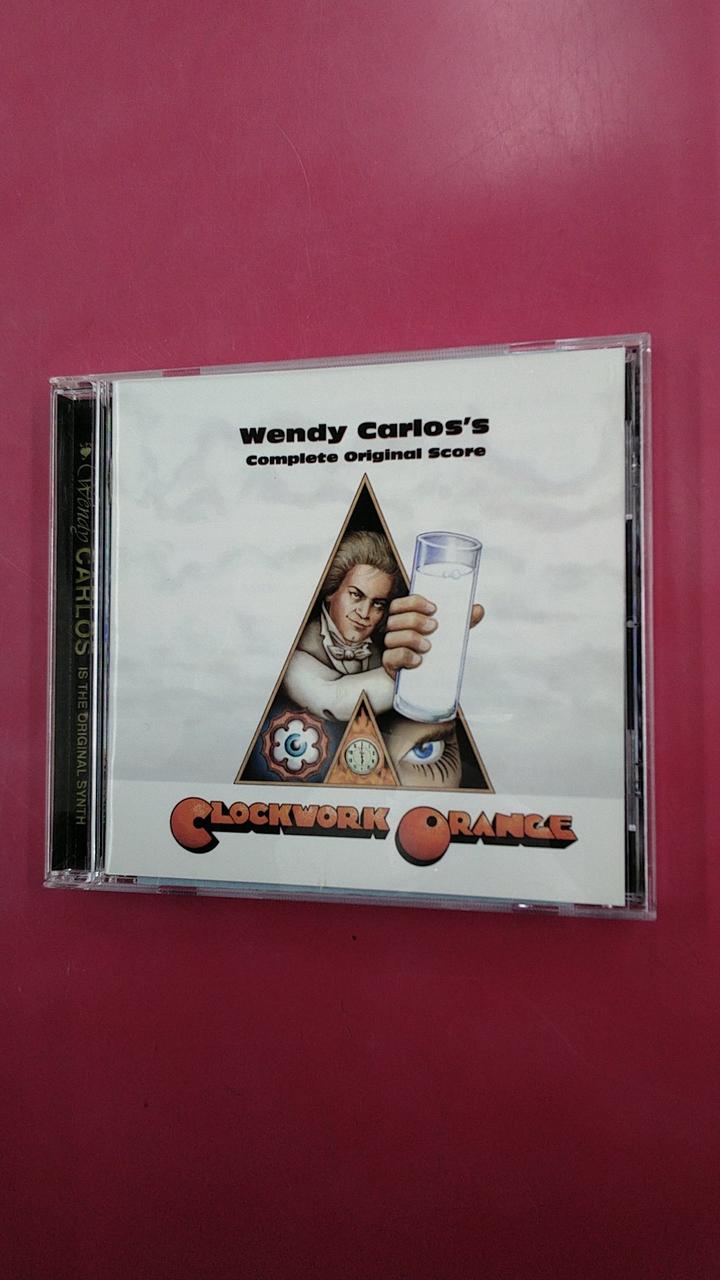 Wendy Carlos's
Complete Original Score
CLOCKWORK ORANGE
Wendy CARLOS IS THE ORIGINAL SYNTH